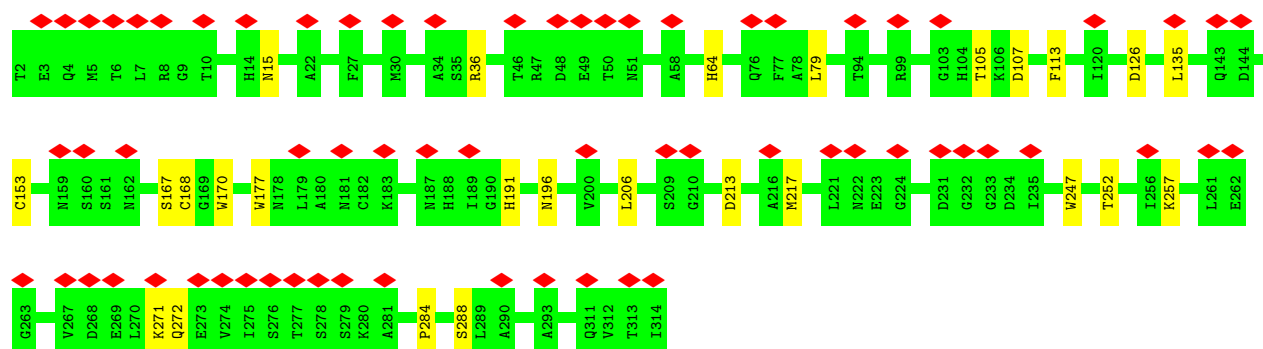 T2 E3 Q4 M5 T6 L7 R8 G9 T10 H14 N15 A22 F27 M30 A34 S35 R36 T46 R47 D48 E49 T50 N51 A58 H64 Q76 F77 A78 L79 T94 R99 G103 H104 T105 K106 D107 F113 I120 D126 L135 Q143 D144
C153 N159 S160 S161 N162 S167 C168 G169 W170 W177 N178 L179 A180 N181 C182 K183 N187 H188 I189 G190 H191 N196 V200 L206 S209 G210 D213 A216 M217 L221 N222 E223 G224 D231 G232 G233 D234 I235 W247 T252 I256 K257 L261 E262
G263 V267 D268 E269 L270 K271 Q272 E273 V274 I275 S276 T277 S278 S279 K280 A281 P284 S288 L289 A290 A293 Q311 V312 T313 I314